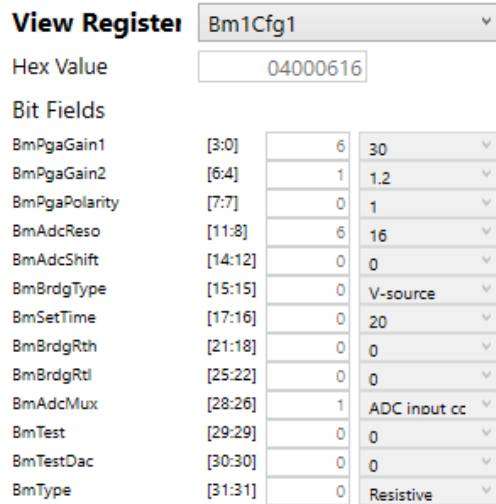 View Register Bm1Cfg1
Hex Value 04000616
Bit Fields
BmPgaGain1 [3:0] 6 30
BmPgaGain2 [6:4] 1 1.2
BmPgaPolarity [7:7] 0 1
BmAdcReso [11:8] 6 16
BmAdcShift [14:12] 0 0
BmBrdgType [15:15] 0 V-source
BmSetTime [17:16] 0 20
BmBrdgRth [21:18] 0 0
BmBrdgRtl [25:22] 0 0
BmAdcMux [28:26] 1 ADC input cc
BmTest [29:29] 0 0
BmTestDac [30:30] 0 0
BmType [31:31] 0 Resistive